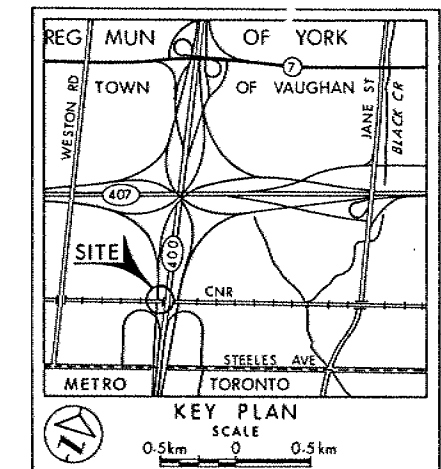 REG MUN OF YORK
7
TOWN OF VAUGHAN
WESTON RD
JANE ST
BLACK CR
407
400
SITE
CNR
STEELES AVE
METRO TORONTO
KEY PLAN
SCALE
0·5km 0 0·5km